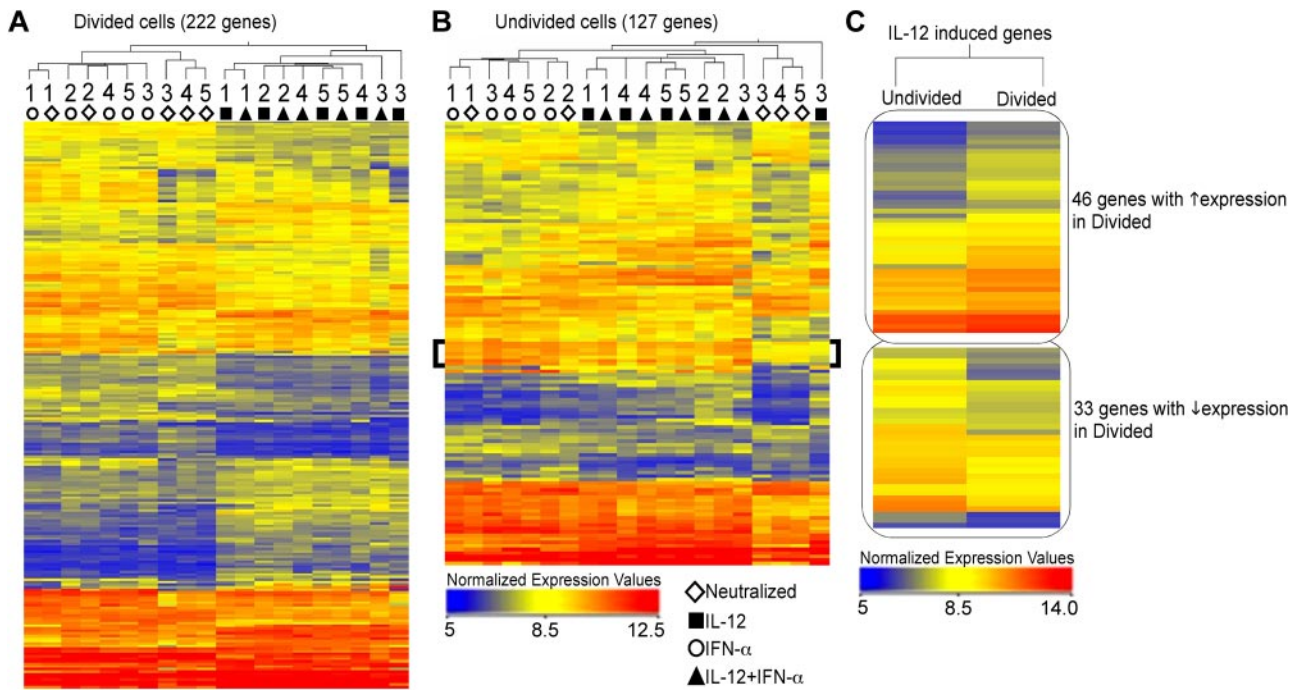 A
Divided cells (222 genes)
1 1 2 2 4 5 3 3 4 5 1 1 2 2 4 5 5 4 3 3
B
Undivided cells (127 genes)
1 1 3 4 5 2 2 1 1 4 4 5 5 2 2 3 3 4 5 3
C
IL-12 induced genes
Undivided Divided
46 genes with ↑expression
in Divided
33 genes with ↓expression
in Divided
Normalized Expression Values
5 8.5 12.5
Neutralized
IL-12
IFN-α
IL-12+IFN-α
Normalized Expression Values
5 8.5 14.0